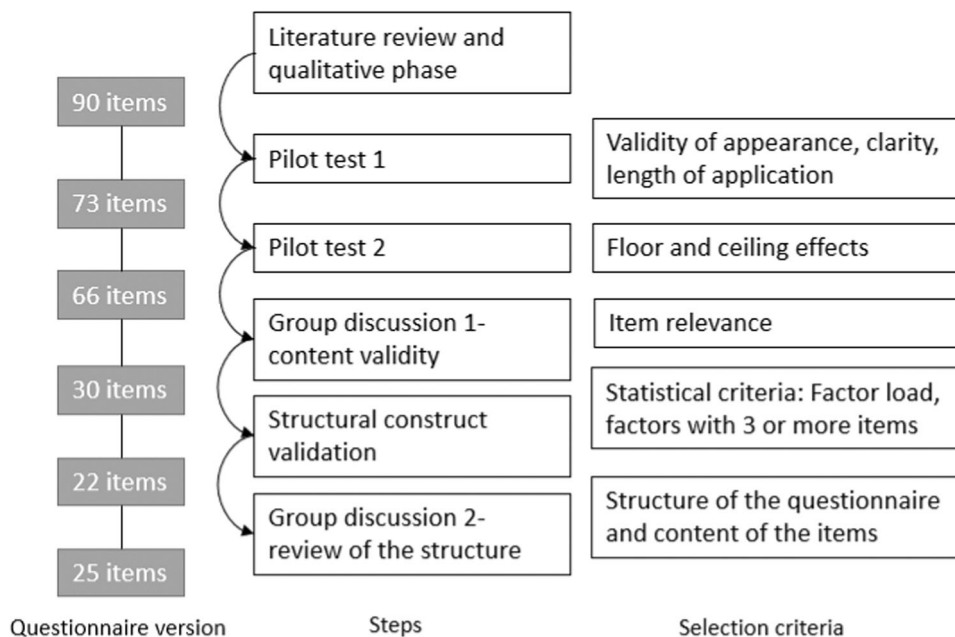 Literature review and
qualitative phase
90 items
Pilot test 1
Validity of appearance, clarity,
length of application
73 items
Pilot test 2
Floor and ceiling effects
66 items
Group discussion 1-
content validity
Item relevance
30 items
Structural construct
validation
Statistical criteria: Factor load,
factors with 3 or more items
22 items
Group discussion 2-
review of the structure
Structure of the questionnaire
and content of the items
25 items
Questionnaire version
Steps
Selection criteria